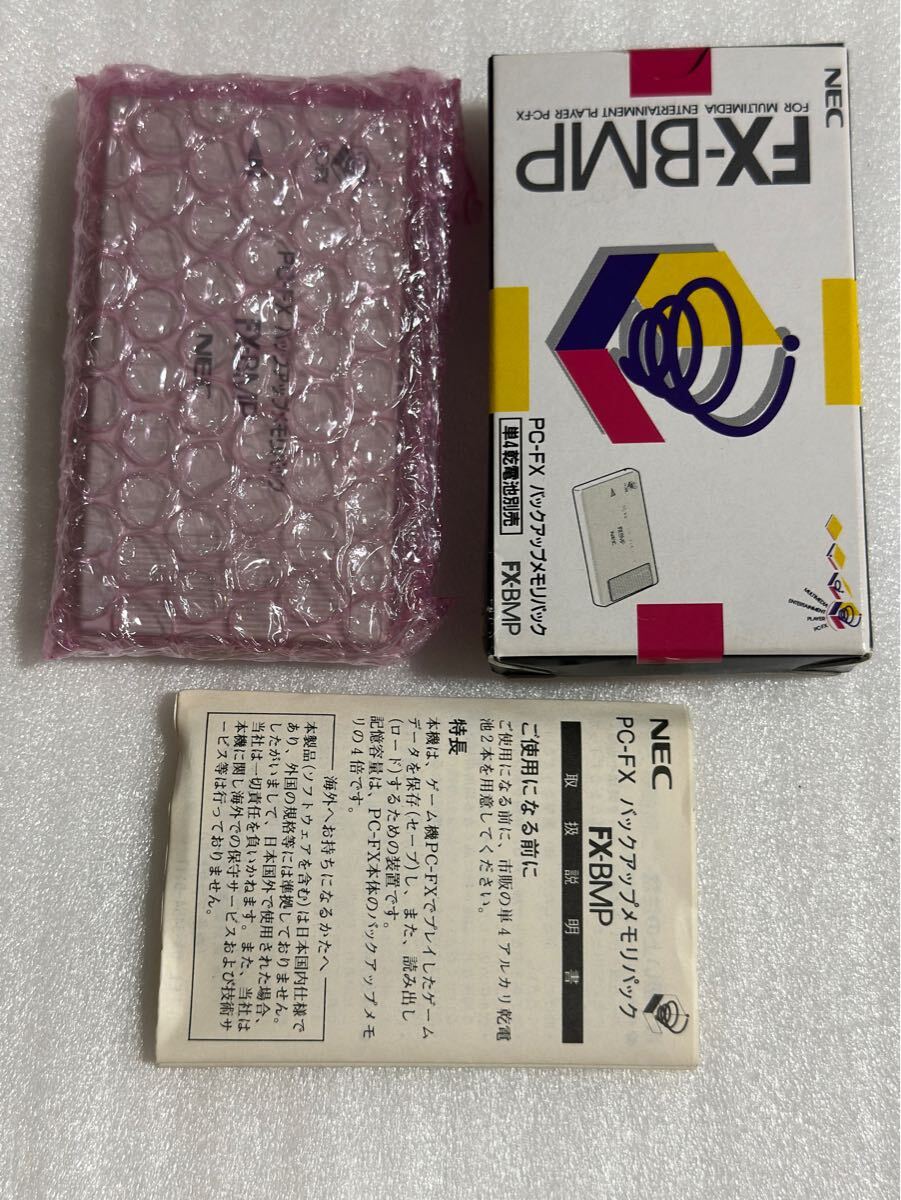 NEC
FOR MULTIMEDIA ENTERTAINMENT PLAYER PC-FX
FX-BMP
PC-FX バックアップメモリパック
単4乾電池別売
FX-BMP
FX-BMP
NEC
MULTIMEDIA
ENTERTAINMENT
PLAYER
PC-FX
PC-FX バックアップメモリパック
FX-BMP
NEC
NEC
PC-FX バックアップメモリパック
FX-BMP
取扱説明書
ご使用になる前に
ご使用になる前に、市販の単4アルカリ乾電
池2本を用意してください。
特長
本機は、ゲーム機PC-FXでプレイしたゲーム
データを保存(セーブ)し、また、読み出し
(ロード)するための装置です。
記憶容量は、PC-FX本体のバックアップメモ
リの4倍です。
海外へお持ちになるかたへ
本製品(ソフトウェアを含む)は日本国内仕様で
あり、外国の規格等には準拠しておりません。
したがいまして、日本国外で使用された場合、
当社は一切責任を負いかねます。また、当社は
本機に関し海外での保守サービスおよび技術サ
ービス等は行っておりません。